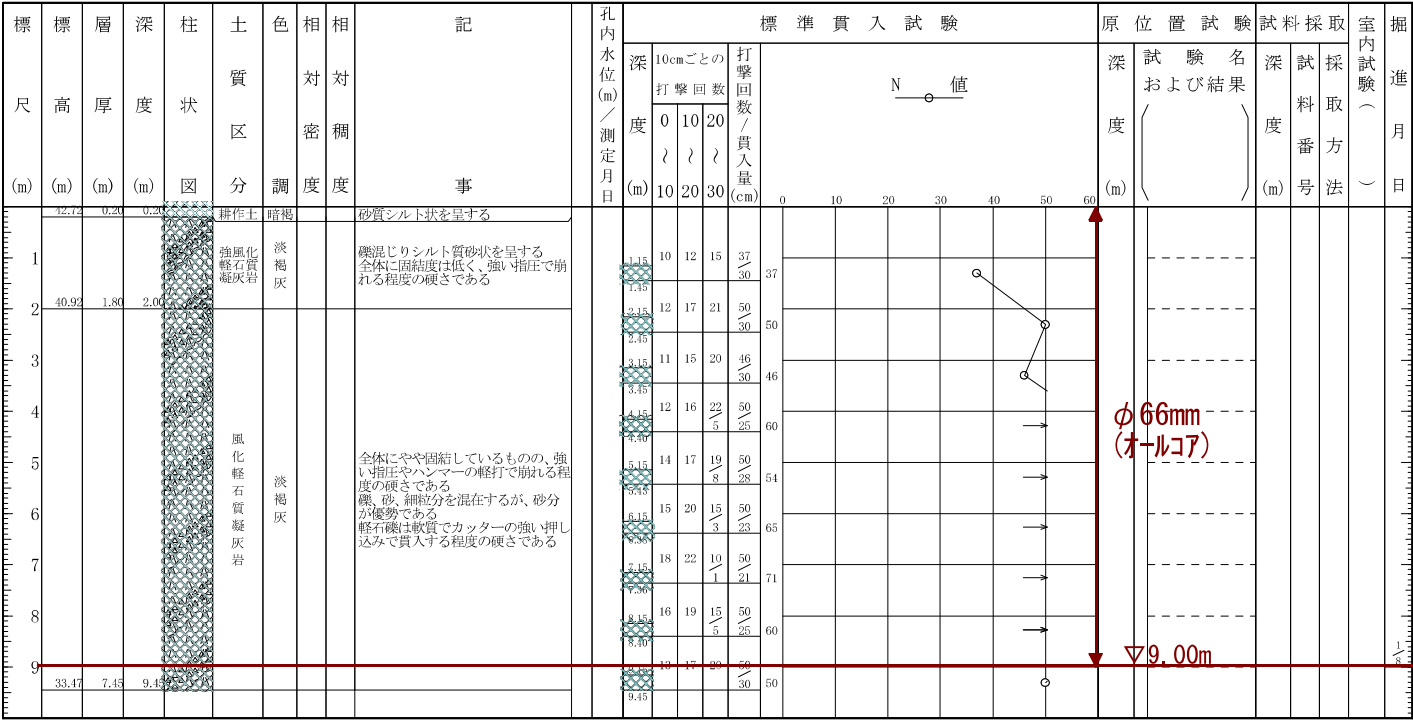 標尺(m)
標高(m)
層厚(m)
深度(m)
柱状図
土質区分
色調
相対密度
相対稠度
記事
孔内水位(m)／測定月日
標準貫入試験
深度(m)
10cmごとの
打撃回数
0〜10
10〜20
20〜30
打撃回数/貫入量(cm)
N 値
0 10 20 30 40 50 60
原位置試験
深度(m)
試験名
および結果
試料採取
深度(m)
試料番号
採取方法
室内試験( )
掘進月日
42.72 0.20 0.20 耕作土 暗褐 砂質シルト状を呈する
強風化
軽石質
凝灰岩
淡褐灰
礫混じりシルト質砂状を呈する
全体に固結度は低く、強い指圧で崩
れる程度の硬さである
40.92 1.80 2.00
風化軽石質凝灰岩
淡褐灰
全体にやや固結しているものの、強
い指圧やハンマーの軽打で崩れる程
度の硬さである
礫、砂、細粒分を混在するが、砂分
が優勢である
軽石礫は軟質でカッターの強い押し
込みで貫入する程度の硬さである
33.47 7.45 9.45
1
2
3
4
5
6
7
8
9
1.15 10 12 15 37/30 37
1.45
2.15 12 17 21 50/30 50
2.45
3.15 11 15 20 46/30 46
3.45
4.15 12 16 22/5 50/25 60
4.40
5.15 14 17 19/8 50/28 54
5.43
6.15 15 20 15/3 50/23 65
6.38
7.15 18 22 10/1 50/21 71
7.36
8.15 16 19 15/5 50/25 60
8.40
13 17 20 50/30 50
9.45
φ66mm
(オールコア)
▽9.00m
1/8